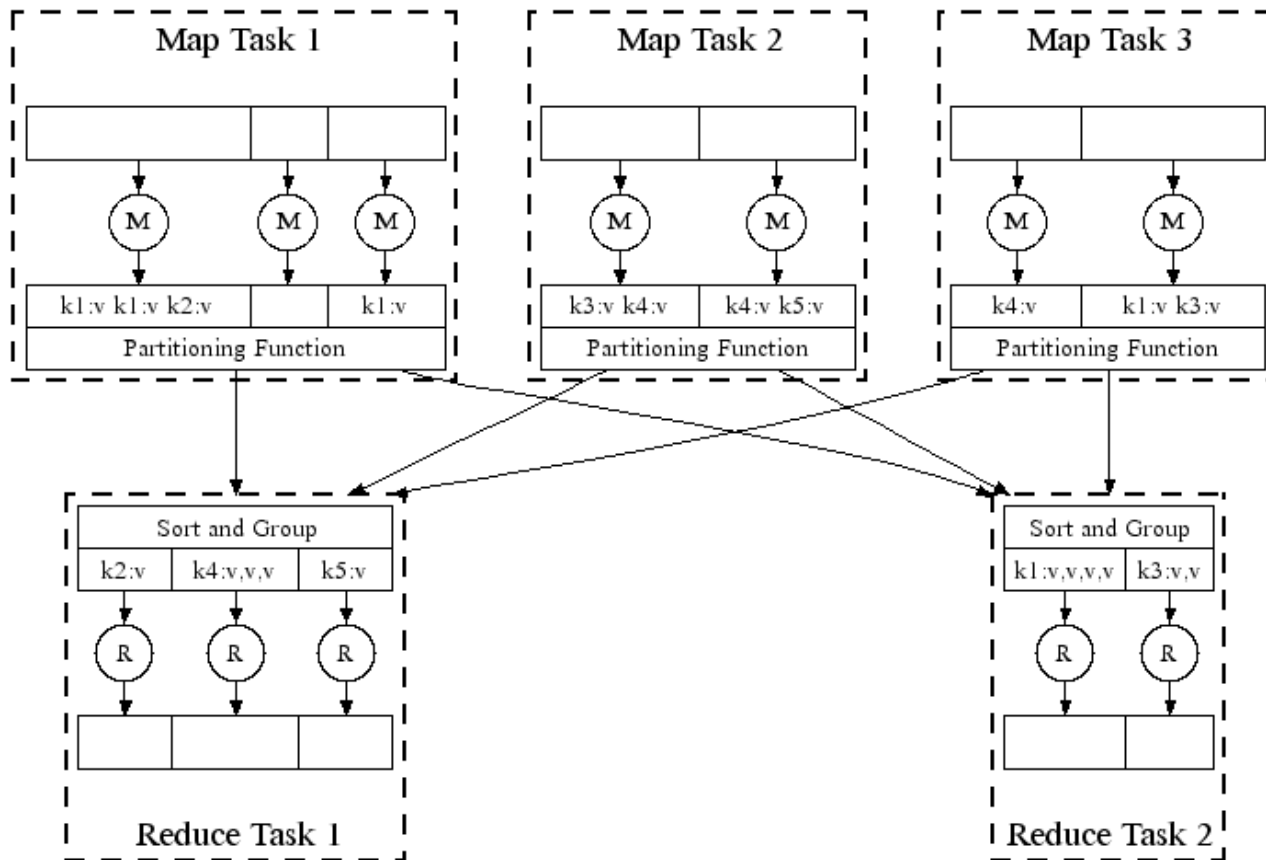 Map Task 1
Map Task 2
Map Task 3
M
M
M
M
M
M
M
k1:v k1:v k2:v
k1:v
k3:v k4:v
k4:v k5:v
k4:v
k1:v k3:v
Partitioning Function
Partitioning Function
Partitioning Function
Sort and Group
Sort and Group
k2:v
k4:v,v,v
k5:v
k1:v,v,v,v
k3:v,v
R
R
R
R
R
Reduce Task 1
Reduce Task 2